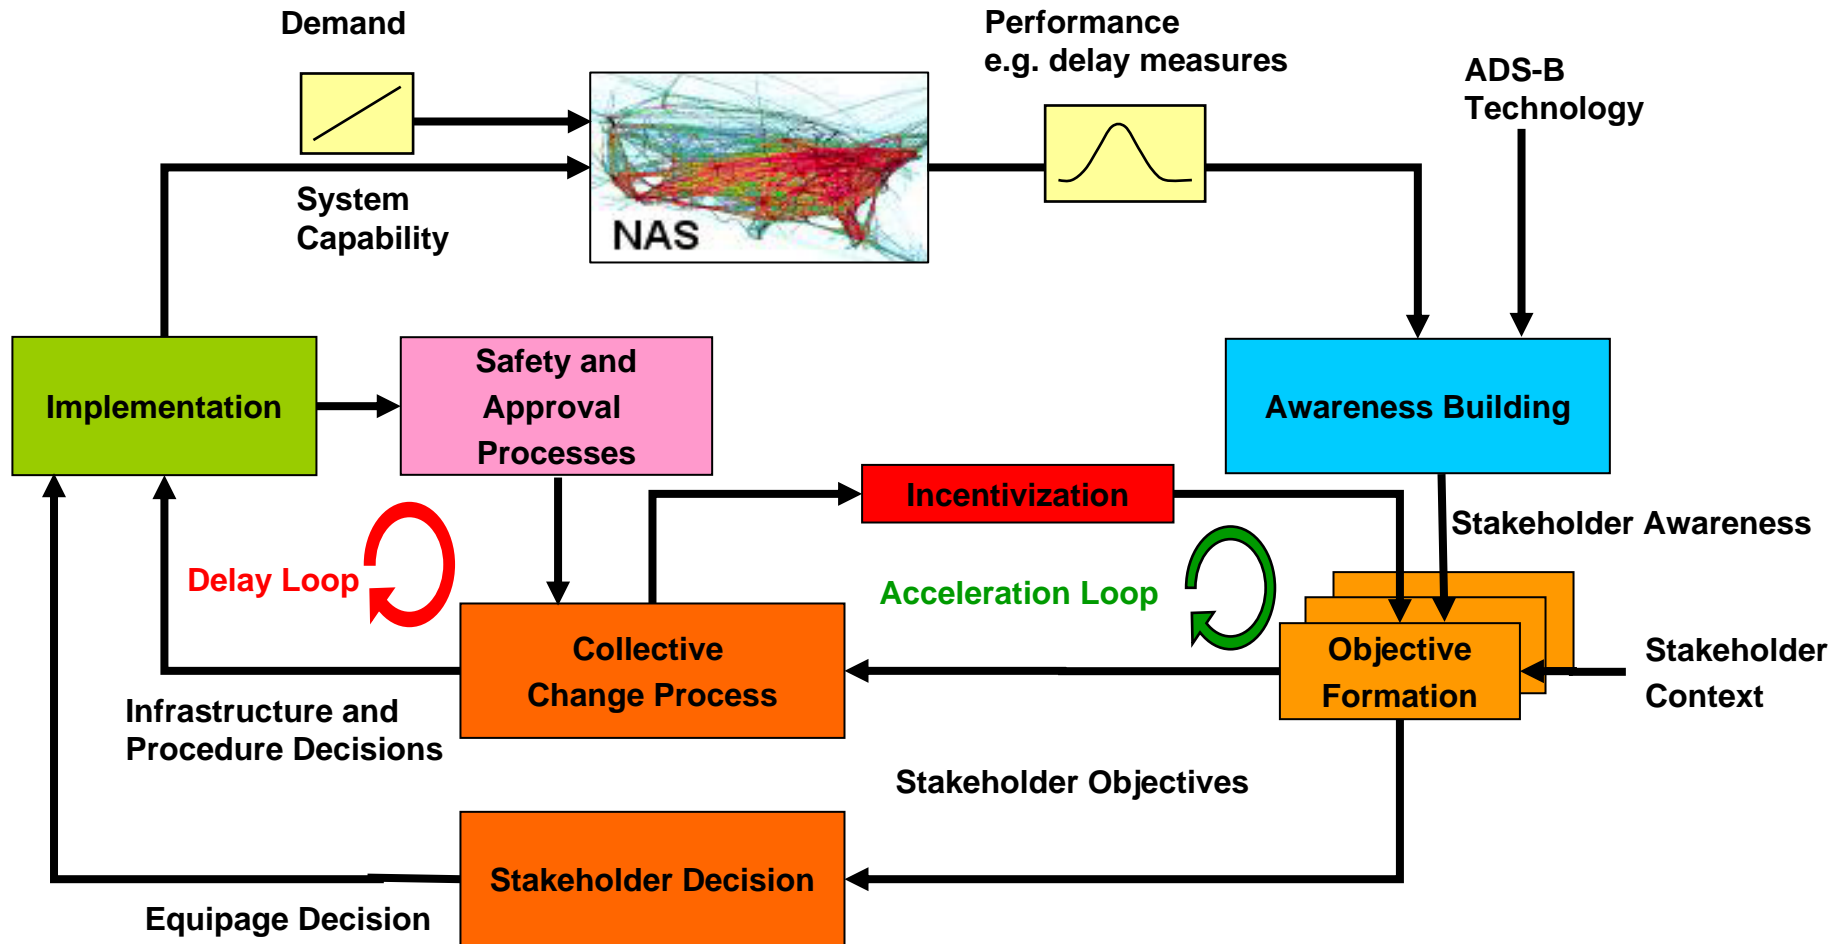 Demand
Performance
e.g. delay measures
ADS-B
Technology
System
Capability
NAS
Implementation
Safety and
Approval
Processes
Awareness Building
Incentivization
Stakeholder Awareness
Delay Loop
Acceleration Loop
Collective
Change Process
Objective
Formation
Stakeholder
Context
Infrastructure and
Procedure Decisions
Stakeholder Objectives
Stakeholder Decision
Equipage Decision